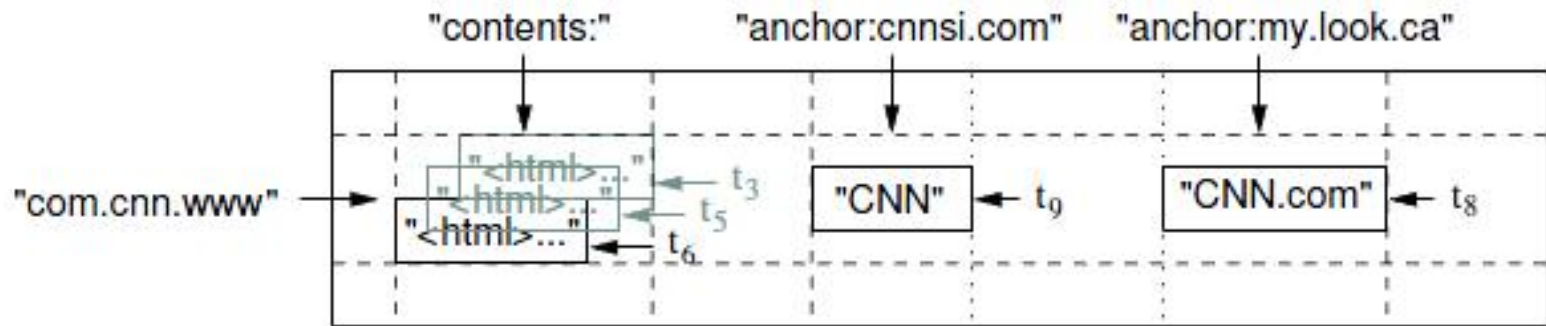 "contents:" "anchor:cnnsi.com" "anchor:my.look.ca"
"<html>..." t3
"com.cnn.www" "<html>..." t5 "CNN" t9 "CNN.com" t8
"<html>..." t6